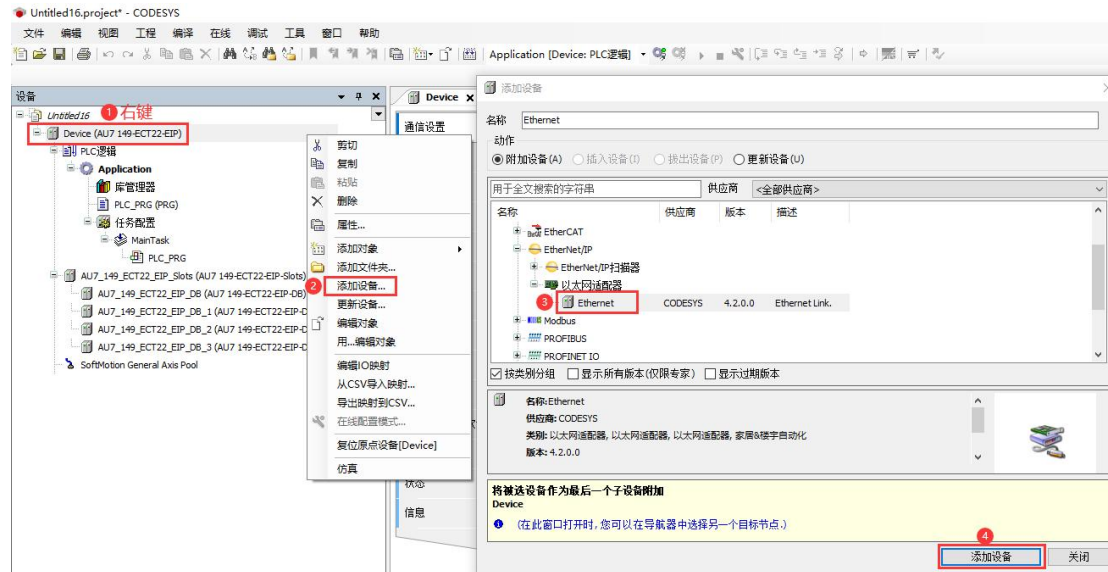 Untitled16.project* - CODESYS
文件 编辑 视图 工程 编译 在线 调试 工具 窗口 帮助
Application [Device: PLC逻辑]
设备
Untitled16
1 右键
Device (AU7 149-ECT22-EIP)
PLC逻辑
Application
库管理器
PLC_PRG (PRG)
任务配置
MainTask
PLC_PRG
AU7_149_ECT22_EIP_Slots (AU7 149-ECT22-EIP-Slots)
AU7_149_ECT22_EIP_DB (AU7 149-ECT22-EIP-DB)
AU7_149_ECT22_EIP_DB_1 (AU7 149-ECT22-EIP-D
AU7_149_ECT22_EIP_DB_2 (AU7 149-ECT22-EIP-D
AU7_149_ECT22_EIP_DB_3 (AU7 149-ECT22-EIP-D
SoftMotion General Axis Pool
剪切
复制
粘贴
删除
属性...
添加对象
添加文件夹...
2 添加设备...
更新设备...
编辑对象
用...编辑对象
编辑IO映射
从CSV导入映射...
导出映射到CSV...
在线配置模式...
复位原点设备[Device]
仿真
Device
通信设置
状态
信息
添加设备
名称 Ethernet
动作
附加设备(A) 插入设备(I) 拔出设备(P) 更新设备(U)
用于全文搜索的字符串 供应商 <全部供应商>
名称 供应商 版本 描述
EtherCAT
EtherNet/IP
EtherNet/IP扫描器
以太网适配器
3 Ethernet CODESYS 4.2.0.0 Ethernet Link.
Modbus
PROFIBUS
PROFINET IO
按类别分组 显示所有版本(仅限专家) 显示过期版本
名称:Ethernet
供应商: CODESYS
类别: 以太网适配器, 以太网适配器, 以太网适配器, 家居&楼宇自动化
版本: 4.2.0.0
将被选设备作为最后一个子设备附加
Device
(在此窗口打开时, 您可以在导航器中选择另一个目标节点.)
4
添加设备 关闭